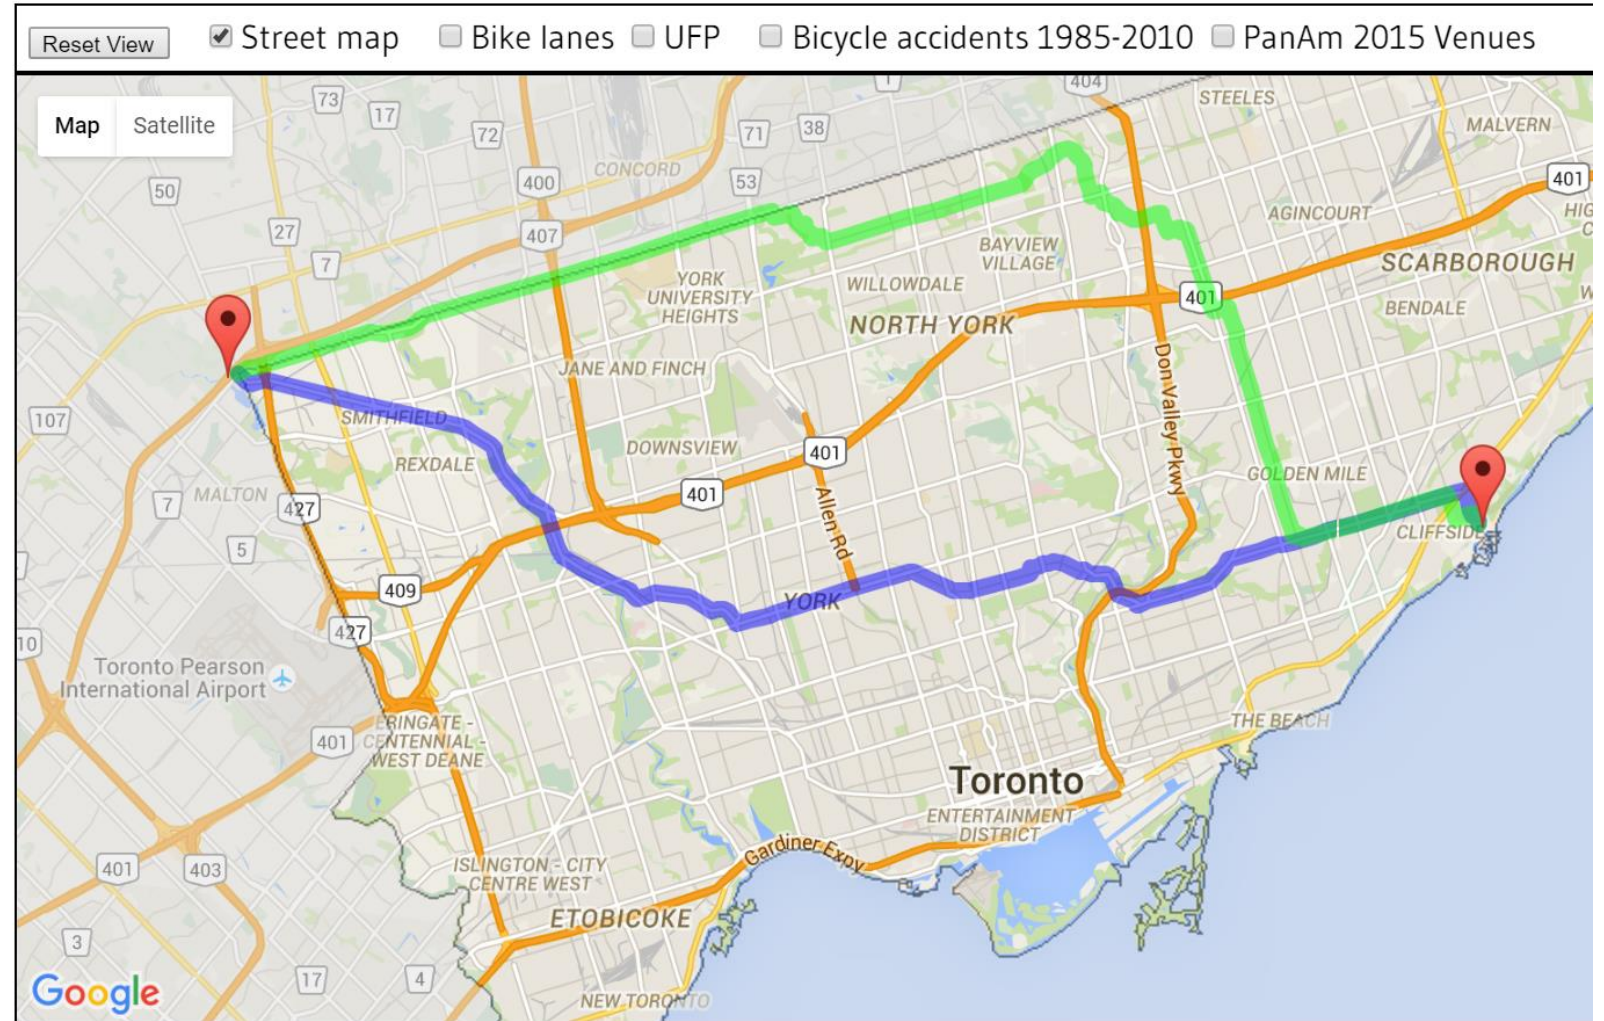 Reset View
Street map
Bike lanes
UFP
Bicycle accidents 1985-2010
PanAm 2015 Venues
Map
Satellite
73
17
72
71
38
1
404
STEELES
MALVERN
50
400
CONCORD
53
401
27
407
AGINCOURT
HIG
C
7
BAYVIEW
VILLAGE
SCARBOROUGH
YORK
UNIVERSITY
HEIGHTS
WILLOWDALE
401
BENDALE
W
NORTH YORK
JANE AND FINCH
Don Valley Pkwy
107
SMITHFIELD
DOWNSVIEW
401
REXDALE
GOLDEN MILE
7
MALTON
427
401
Allen Rd
CLIFFSIDE
5
409
YORK
427
10
Toronto Pearson
International Airport
401
ERINGATE -
CENTENNIAL -
WEST DEANE
THE BEACH
Toronto
ENTERTAINMENT
DISTRICT
Gardiner Expy
401
403
ISLINGTON - CITY
CENTRE WEST
ETOBICOKE
3
Google
17
4
NEW TORONTO